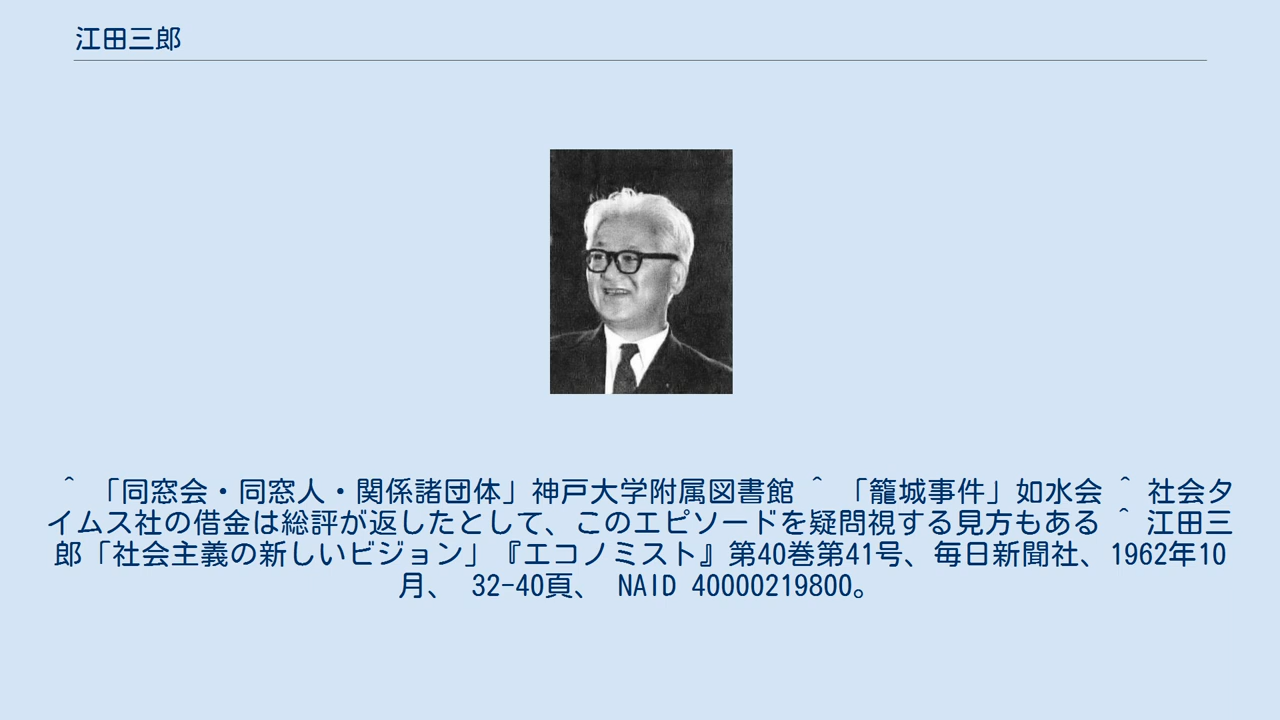 江田三郎
＾ 「同窓会・同窓人・関係諸団体」神戸大学附属図書館 ＾ 「籠城事件」如水会 ＾ 社会タ
イムス社の借金は総評が返したとして、このエピソードを疑問視する見方もある ＾ 江田三
郎「社会主義の新しいビジョン」『エコノミスト』第40巻第41号、毎日新聞社、1962年10
月、 32-40頁、 NAID 40000219800。